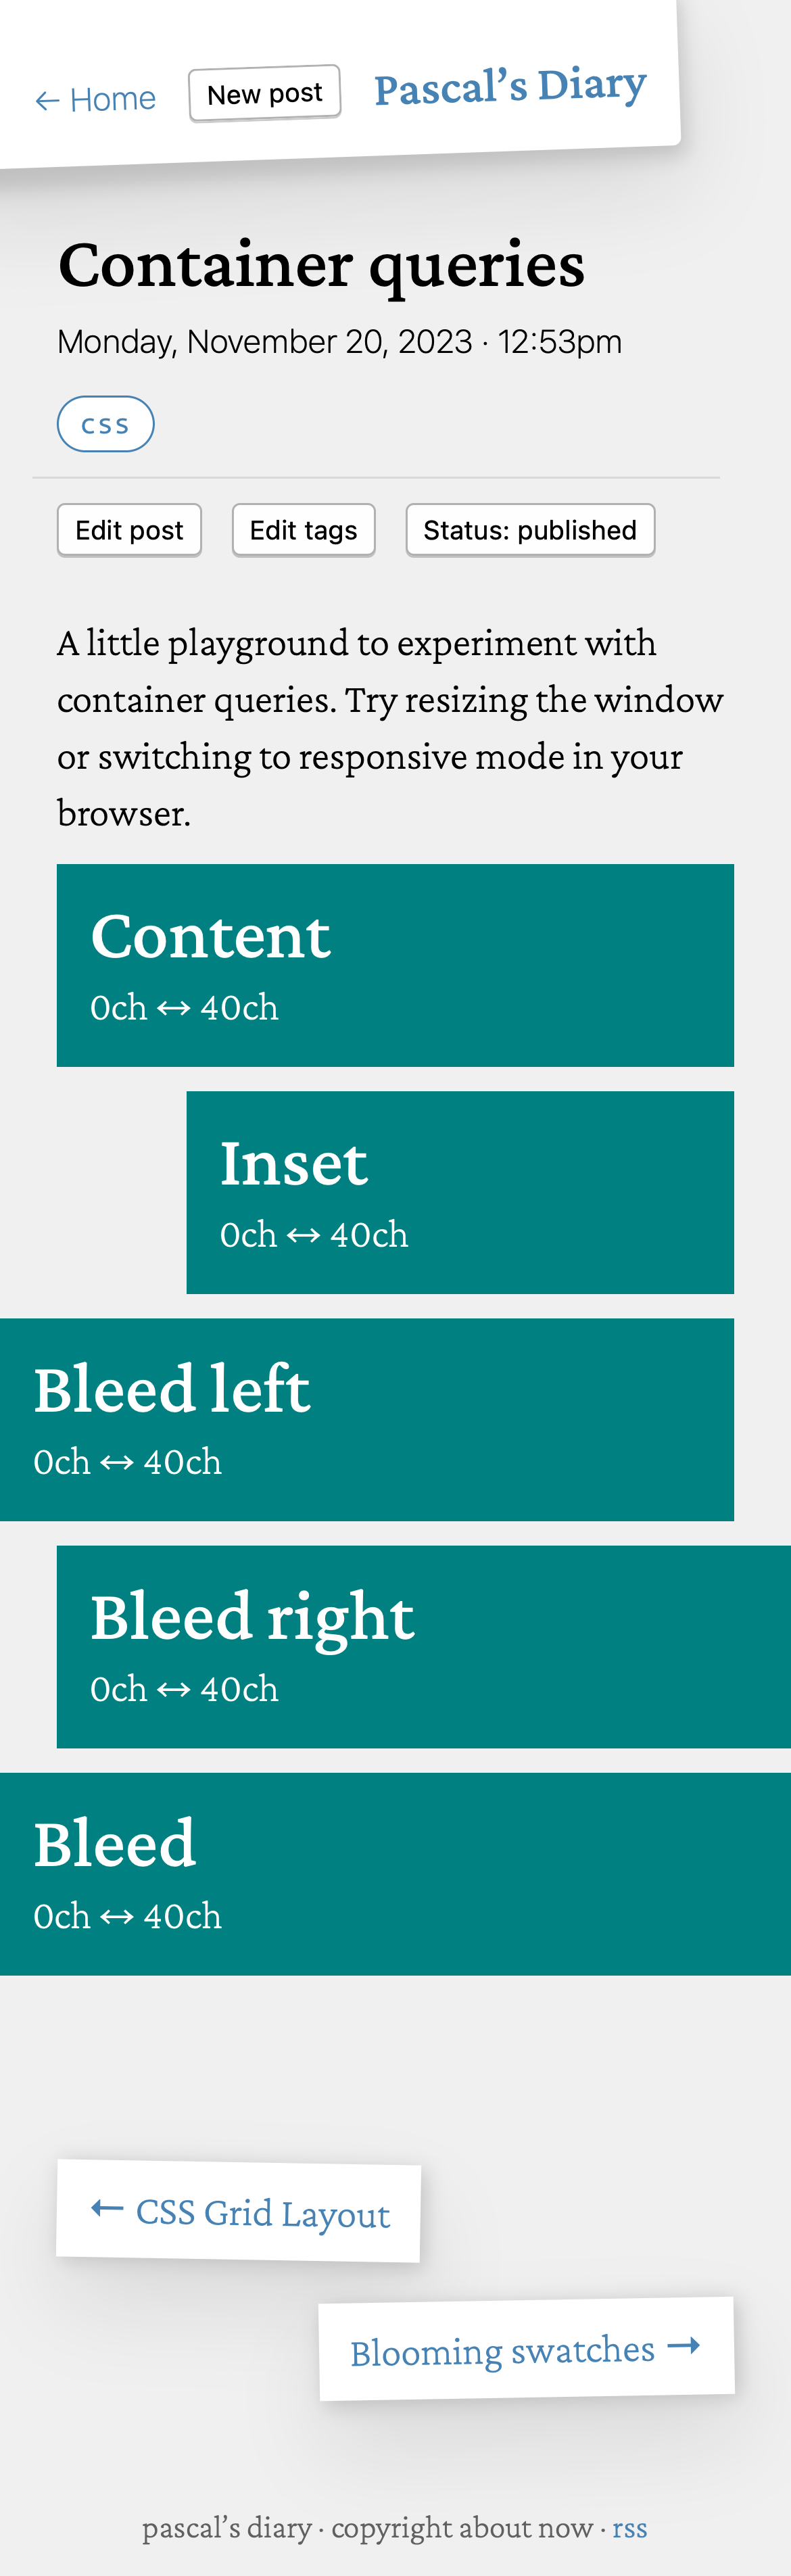 ← Home New post Pascal’s Diary
Container queries
Monday, November 20, 2023 · 12:53pm
css
Edit post Edit tags Status: published
A little playground to experiment with
container queries. Try resizing the window
or switching to responsive mode in your
browser.
Content
0ch ↔ 40ch
Inset
0ch ↔ 40ch
Bleed left
0ch ↔ 40ch
Bleed right
0ch ↔ 40ch
Bleed
0ch ↔ 40ch
← CSS Grid Layout
Blooming swatches →
pascal’s diary · copyright about now · rss